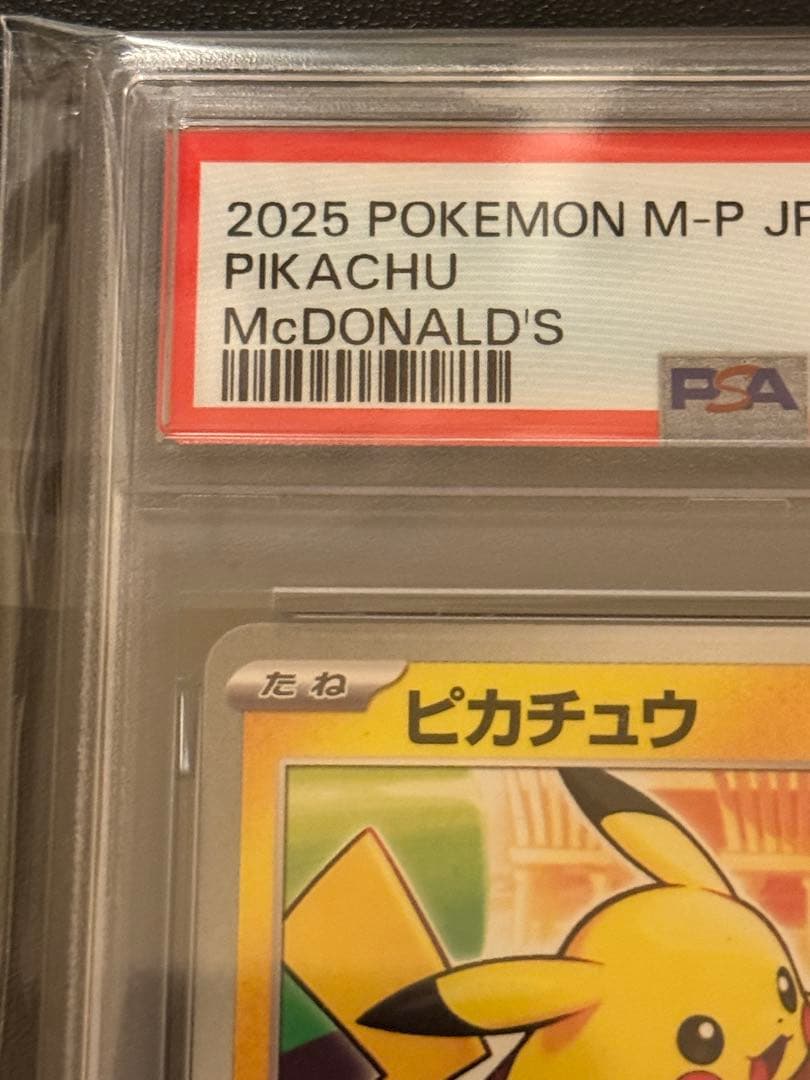 2025 POKEMON M-P JP
PIKACHU
McDONALD'S
PSA
たね
ピカチュウ